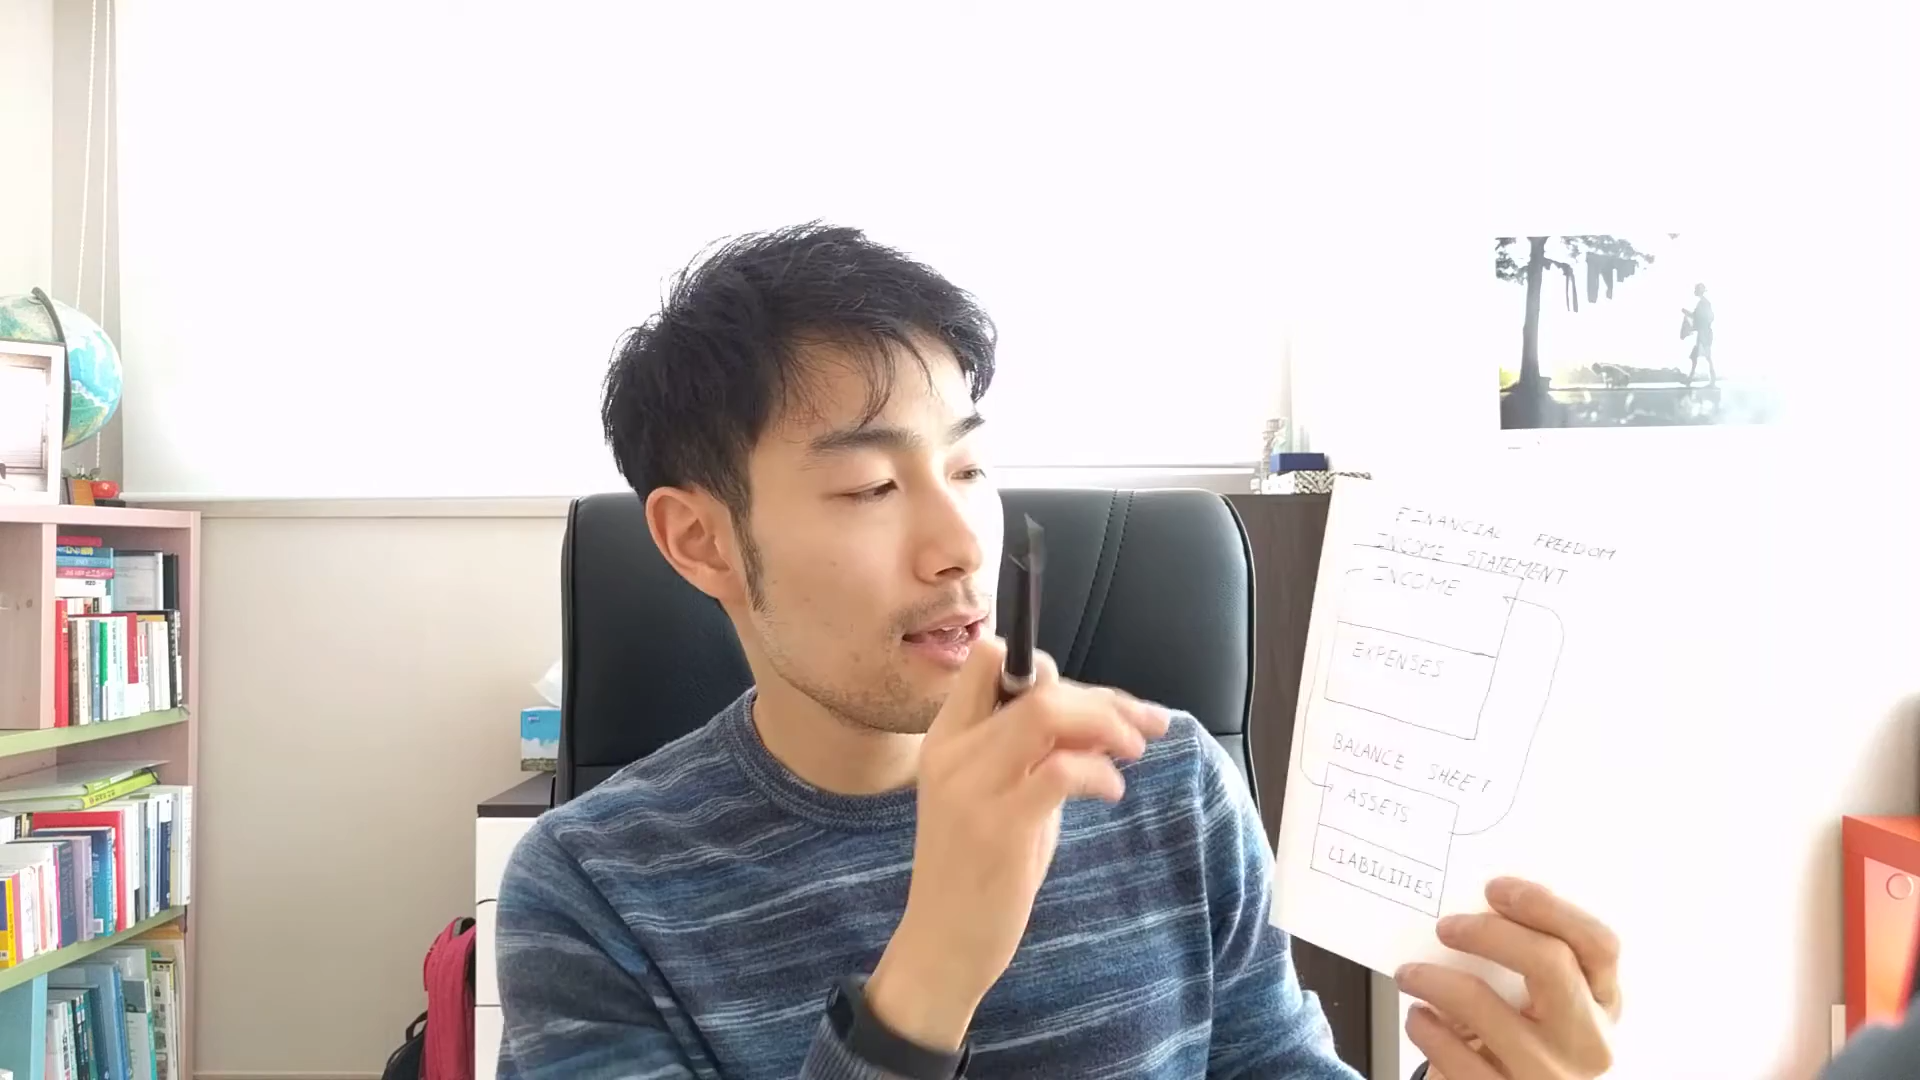 FINANCIAL FREEDOM
INCOME STATEMENT
INCOME
EXPENSES
BALANCE SHEET
ASSETS
LIABILITIES